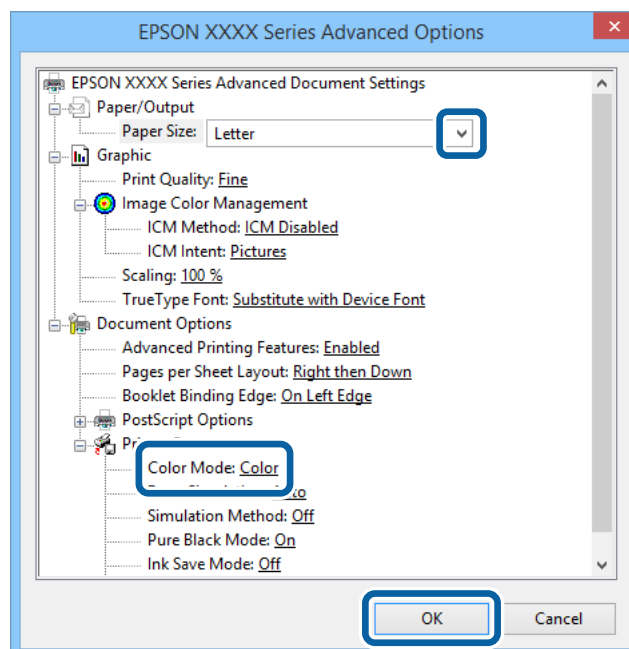 EPSON XXXX Series Advanced Options
EPSON XXXX Series Advanced Document Settings
Paper/Output
Paper Size: Letter
Graphic
Print Quality: Fine
Image Color Management
ICM Method: ICM Disabled
ICM Intent: Pictures
Scaling: 100 %
TrueType Font: Substitute with Device Font
Document Options
Advanced Printing Features: Enabled
Pages per Sheet Layout: Right then Down
Booklet Binding Edge: On Left Edge
PostScript Options
Color Mode: Color
Simulation Method: Off
Pure Black Mode: On
Ink Save Mode: Off
OK
Cancel